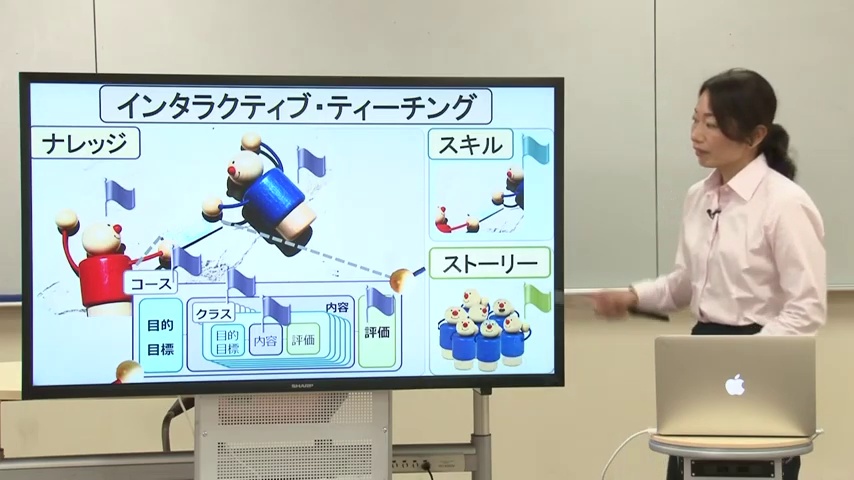 インタラクティブ・ティーチング
ナレッジ
スキル
ストーリー
コース
目的
目標
クラス
内容
目的
目標
内容
評価
評価
SHARP